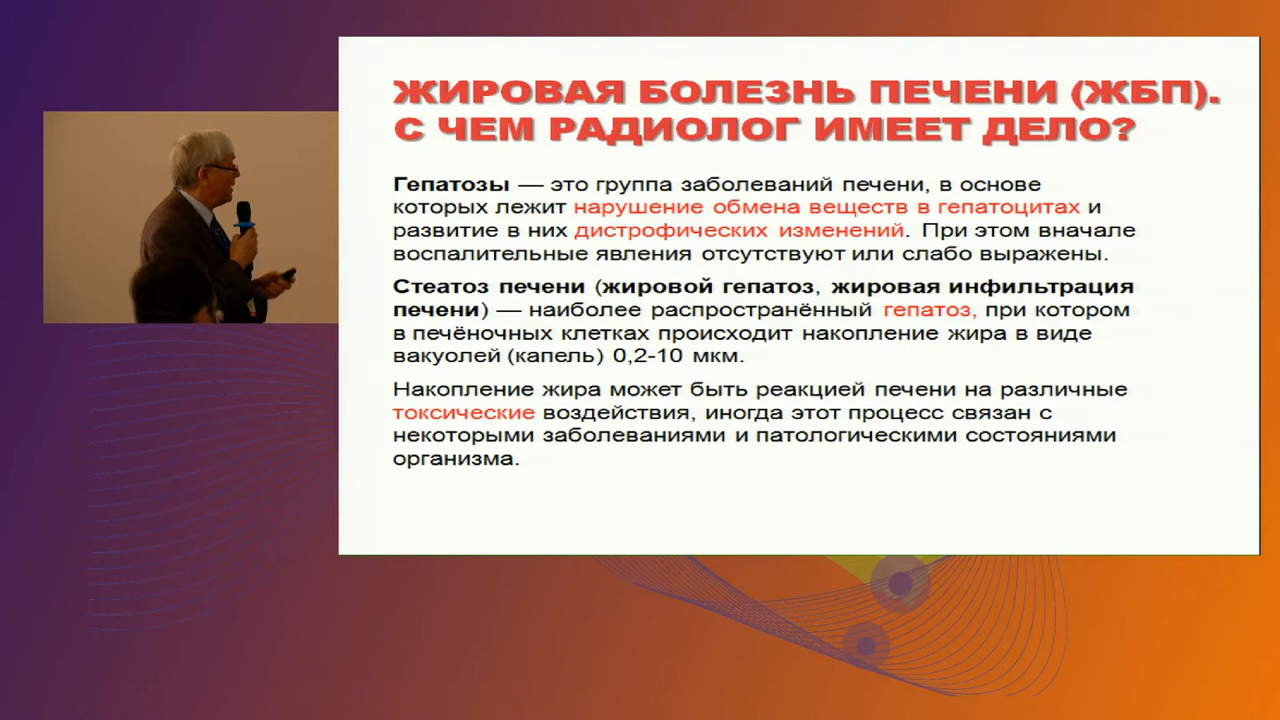 ЖИРОВАЯ БОЛЕЗНЬ ПЕЧЕНИ (ЖБП).
С ЧЕМ РАДИОЛОГ ИМЕЕТ ДЕЛО?
Гепатозы — это группа заболеваний печени, в основе
которых лежит нарушение обмена веществ в гепатоцитах и
развитие в них дистрофических изменений. При этом вначале
воспалительные явления отсутствуют или слабо выражены.
Стеатоз печени (жировой гепатоз, жировая инфильтрация
печени) — наиболее распространённый гепатоз, при котором
в печёночных клетках происходит накопление жира в виде
вакуолей (капель) 0,2-10 мкм.
Накопление жира может быть реакцией печени на различные
токсические воздействия, иногда этот процесс связан с
некоторыми заболеваниями и патологическими состояниями
организма.